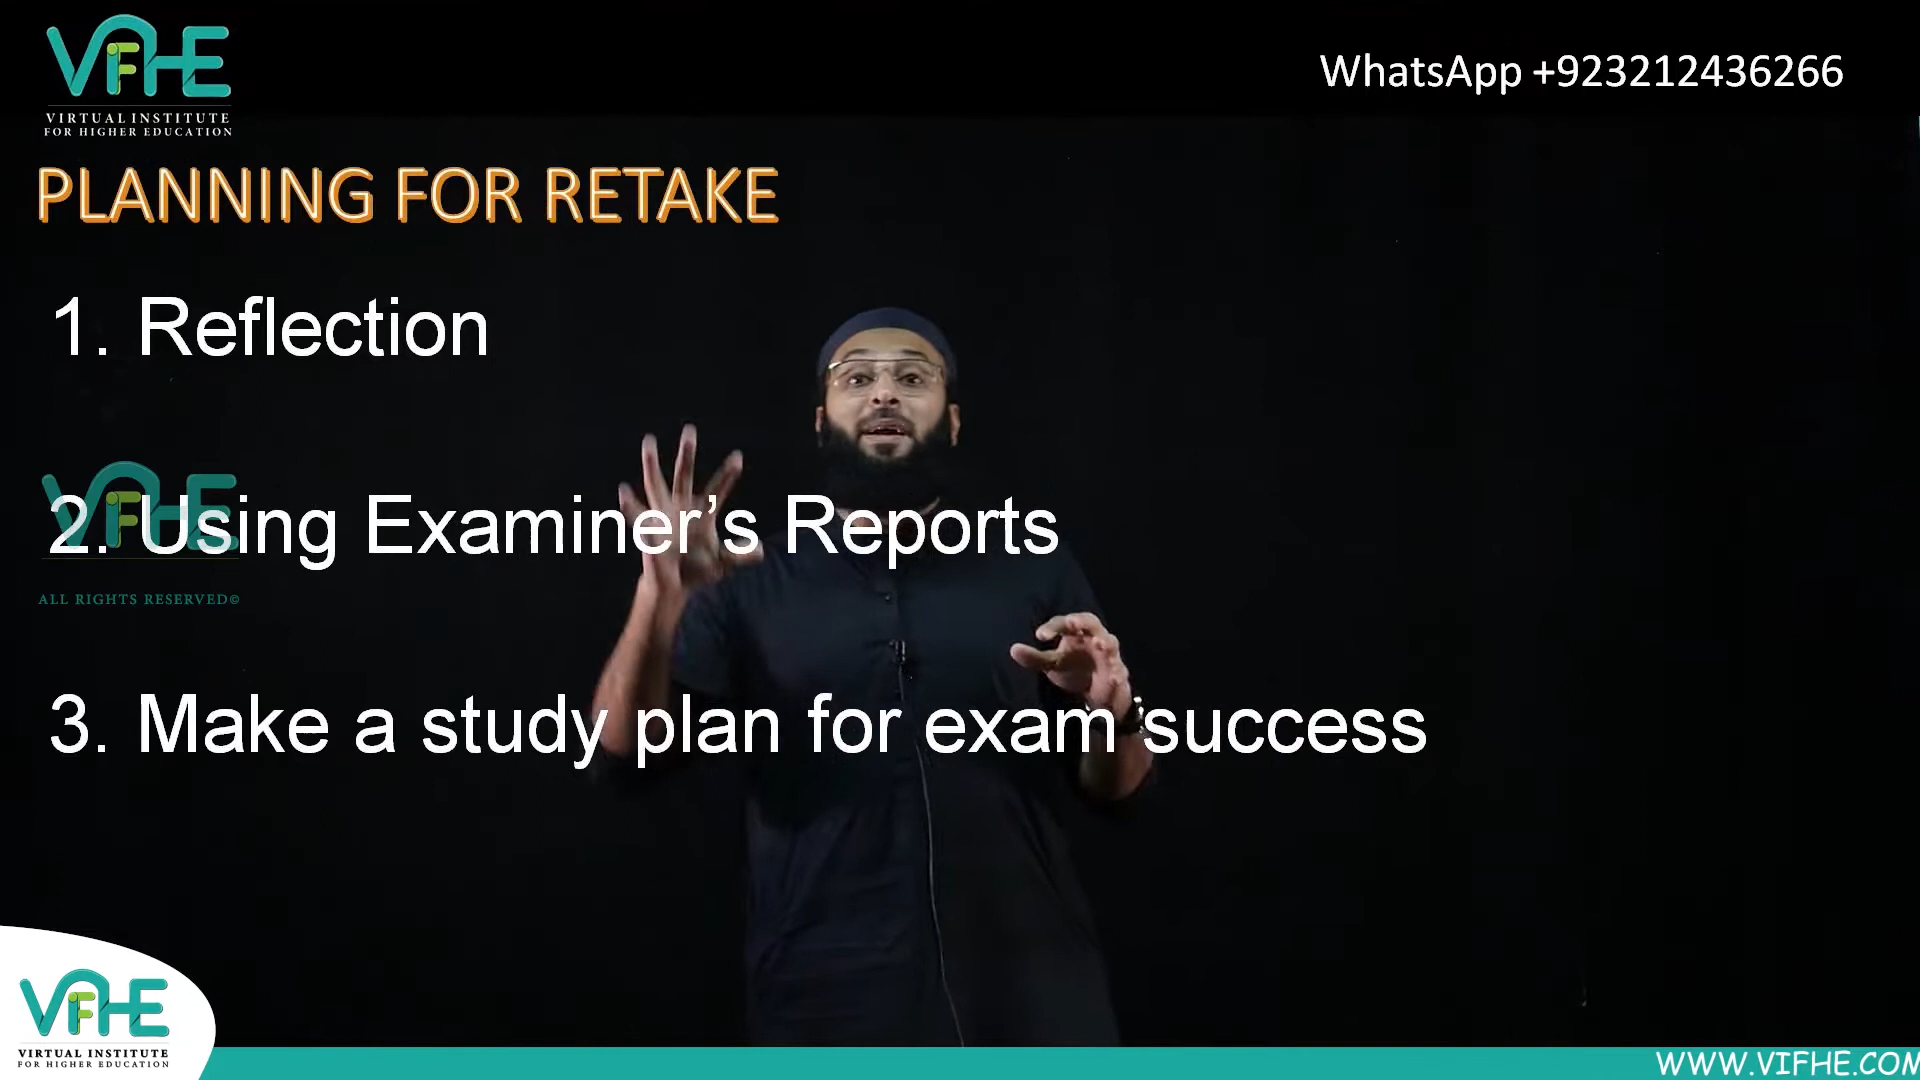 VIFHE
VIRTUAL INSTITUTE
FOR HIGHER EDUCATION
WhatsApp +923212436266
PLANNING FOR RETAKE
1. Reflection
VIFHE
2. Using Examiner’s Reports
ALL RIGHTS RESERVED©
3. Make a study plan for exam success
VIFHE
VIRTUAL INSTITUTE
FOR HIGHER EDUCATION
WWW.VIFHE.COM